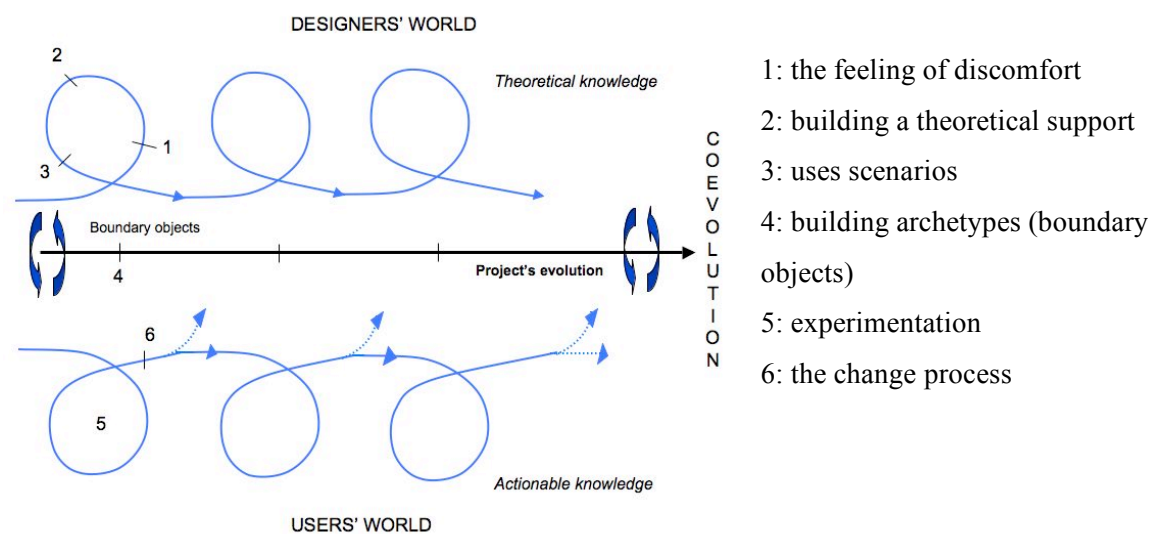 DESIGNERS' WORLD
2
Theoretical knowledge
1
3
Boundary objects
4
Project's evolution
COEVOLUTION
6
5
Actionable knowledge
USERS' WORLD
1: the feeling of discomfort
2: building a theoretical support
3: uses scenarios
4: building archetypes (boundary
objects)
5: experimentation
6: the change process